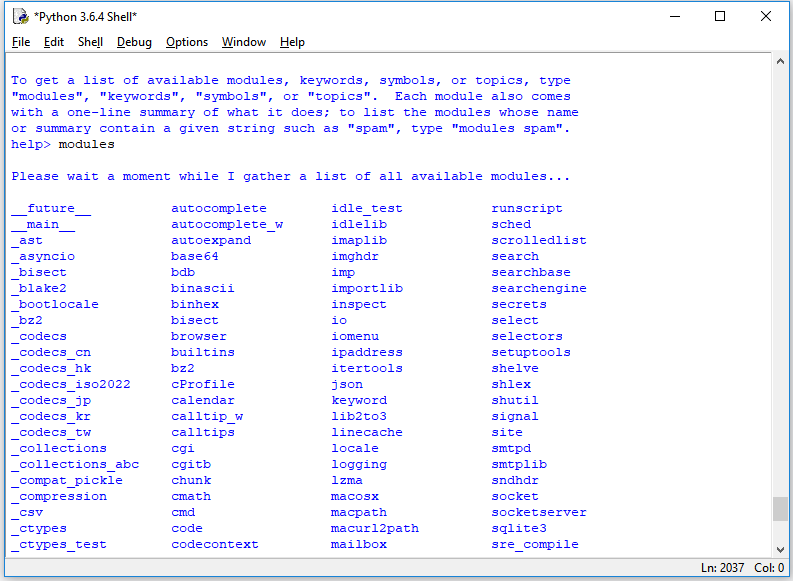 *Python 3.6.4 Shell*
File Edit Shell Debug Options Window Help
To get a list of available modules, keywords, symbols, or topics, type
"modules", "keywords", "symbols", or "topics".  Each module also comes
with a one-line summary of what it does; to list the modules whose name
or summary contain a given string such as "spam", type "modules spam".
help> modules
Please wait a moment while I gather a list of all available modules...
__future__          autocomplete        idle_test           runscript
__main__            autocomplete_w      idlelib             sched
_ast                autoexpand          imaplib             scrolledlist
_asyncio            base64              imghdr              search
_bisect             bdb                 imp                 searchbase
_blake2             binascii            importlib           searchengine
_bootlocale         binhex              inspect             secrets
_bz2                bisect              io                  select
_codecs             browser             iomenu              selectors
_codecs_cn          builtins            ipaddress           setuptools
_codecs_hk          bz2                 itertools           shelve
_codecs_iso2022     cProfile            json                shlex
_codecs_jp          calendar            keyword             shutil
_codecs_kr          calltip_w           lib2to3             signal
_codecs_tw          calltips            linecache           site
_collections        cgi                 locale              smtpd
_collections_abc    cgitb               logging             smtplib
_compat_pickle      chunk               lzma                sndhdr
_compression        cmath               macosx              socket
_csv                cmd                 macpath             socketserver
_ctypes             code                macurl2path         sqlite3
_ctypes_test        codecontext         mailbox             sre_compile
Ln: 2037 Col: 0